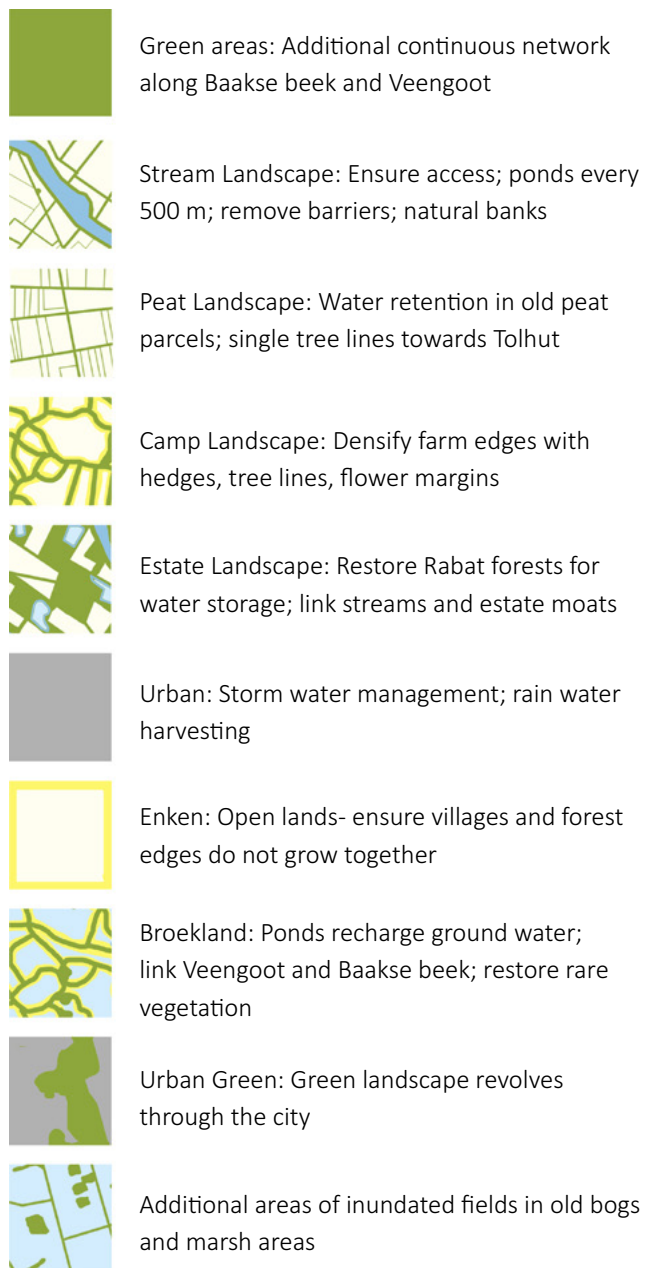 Green areas: Additional continuous network
along Baakse beek and Veengoot
Stream Landscape: Ensure access; ponds every
500 m; remove barriers; natural banks
Peat Landscape: Water retention in old peat
parcels; single tree lines towards Tolhut
Camp Landscape: Densify farm edges with
hedges, tree lines, flower margins
Estate Landscape: Restore Rabat forests for
water storage; link streams and estate moats
Urban: Storm water management; rain water
harvesting
Enken: Open lands- ensure villages and forest
edges do not grow together
Broekland: Ponds recharge ground water;
link Veengoot and Baakse beek; restore rare
vegetation
Urban Green: Green landscape revolves
through the city
Additional areas of inundated fields in old bogs
and marsh areas